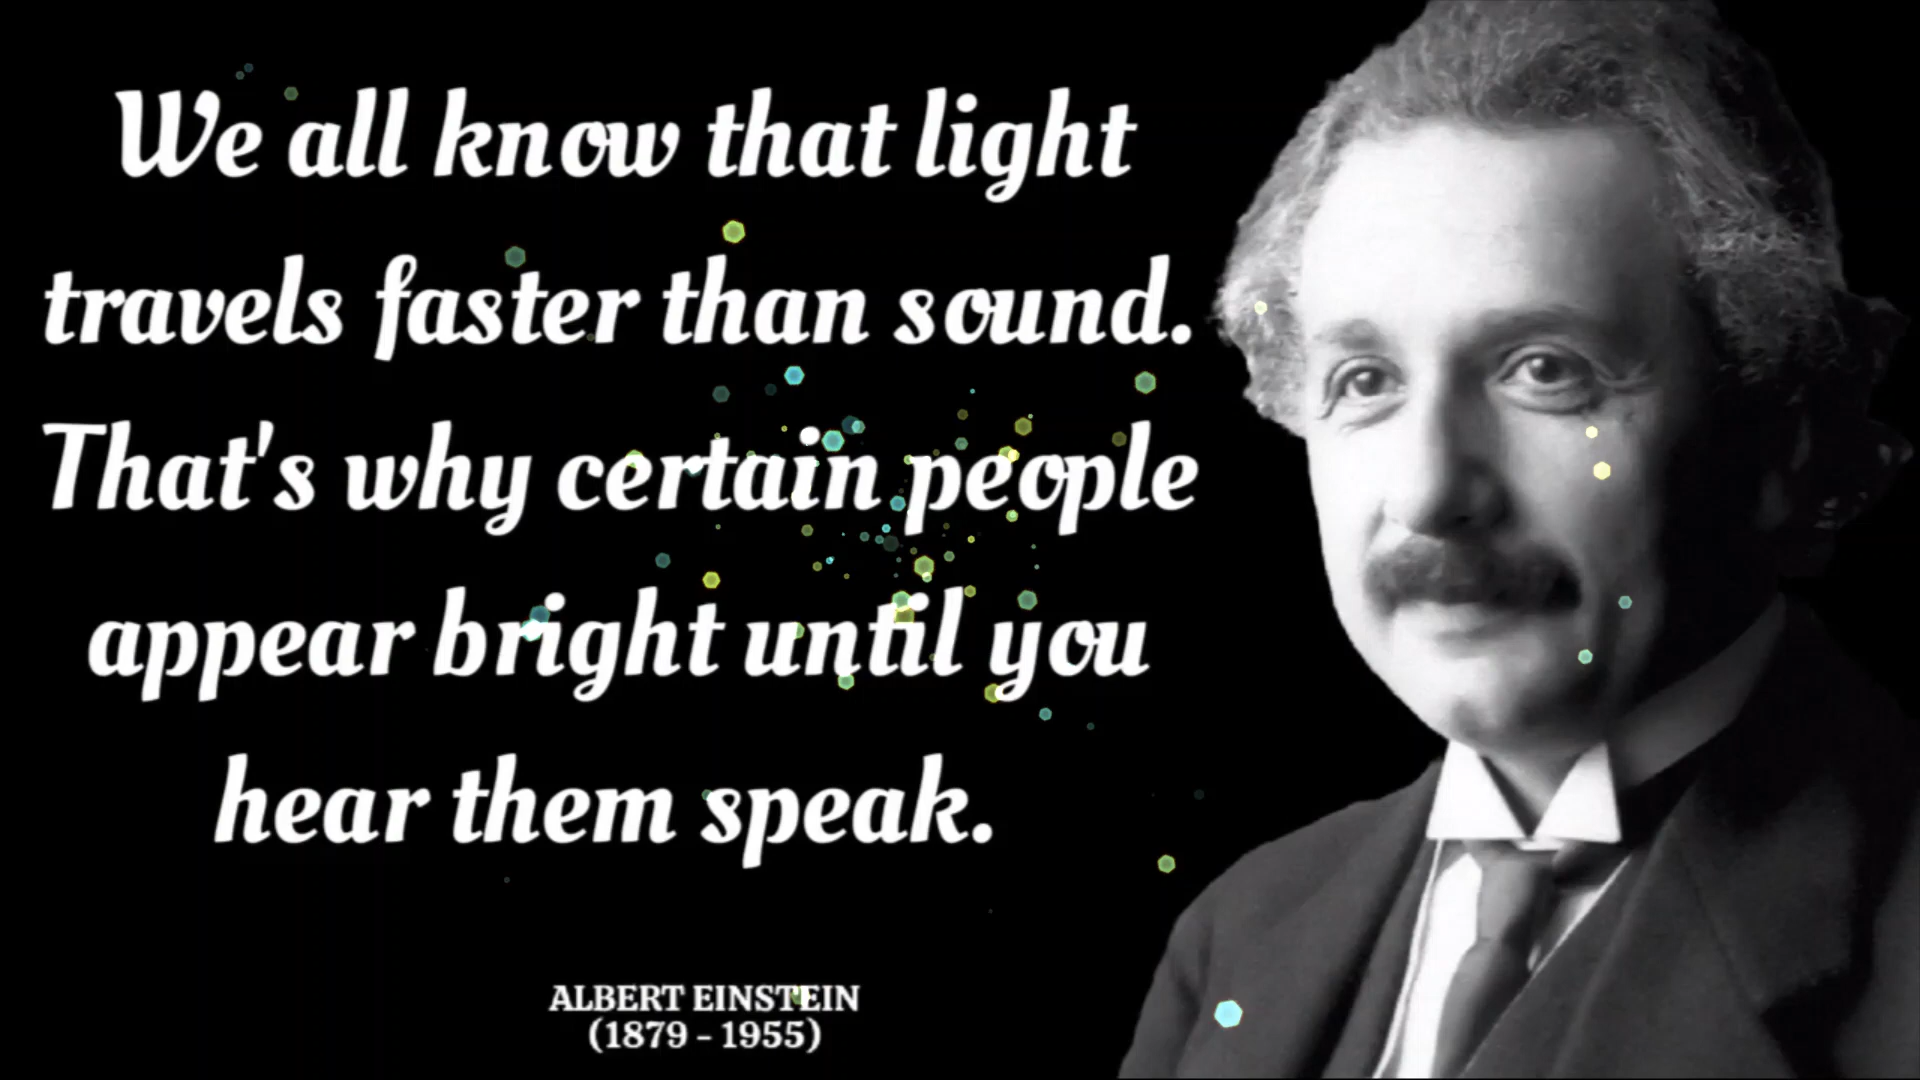 We all know that light
travels faster than sound.
That's why certain people
appear bright until you
hear them speak.
ALBERT EINSTEIN
(1879 - 1955)